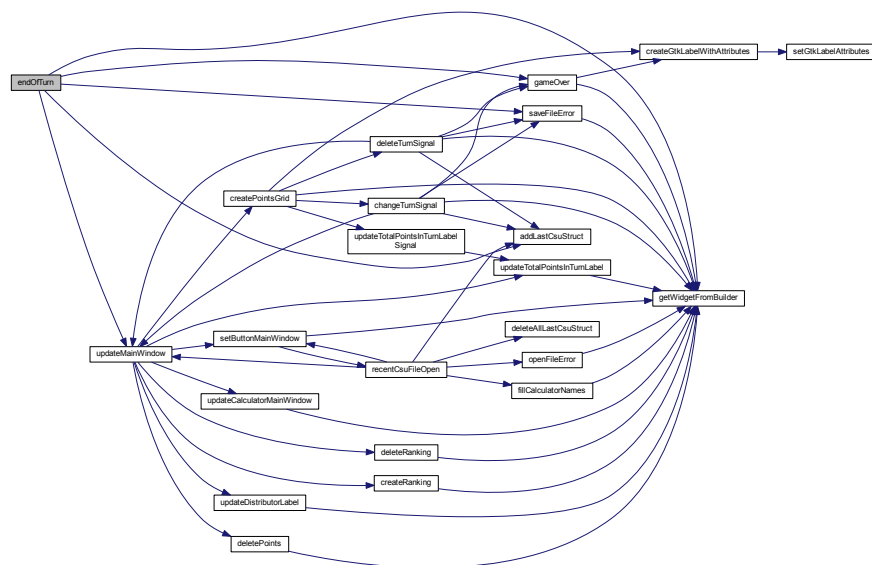 createGtkLabelWithAttributes
setGtkLabelAttributes
endOfTurn
gameOver
saveFileError
deleteTurnSignal
createPointsGrid
changeTurnSignal
updateTotalPointsInTurnLabel
Signal
addLastCsuStruct
updateTotalPointsInTurnLabel
getWidgetFromBuilder
deleteAllLastCsuStruct
setButtonMainWindow
updateMainWindow
openFileError
recentCsuFileOpen
fillCalculatorNames
updateCalculatorMainWindow
deleteRanking
createRanking
updateDistributorLabel
deletePoints